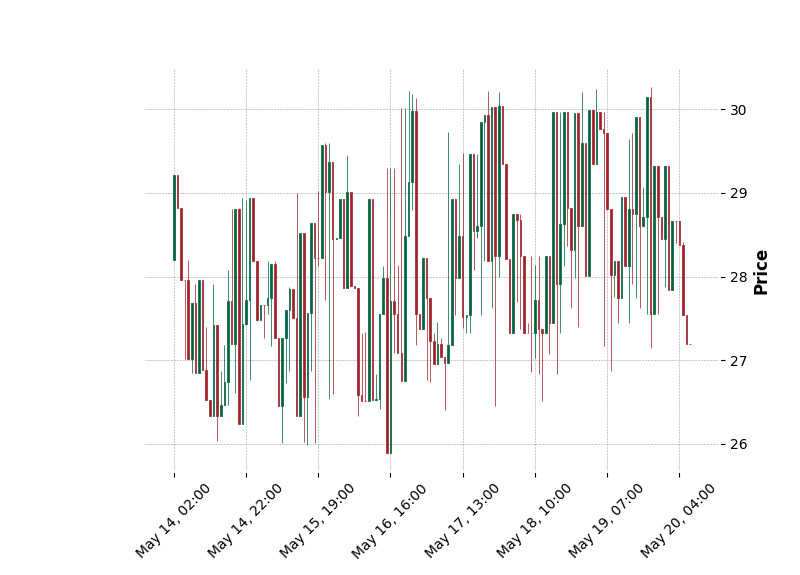 30
29
28
27
26
Price
May 14, 02:00
May 14, 22:00
May 15, 19:00
May 16, 16:00
May 17, 13:00
May 18, 10:00
May 19, 07:00
May 20, 04:00